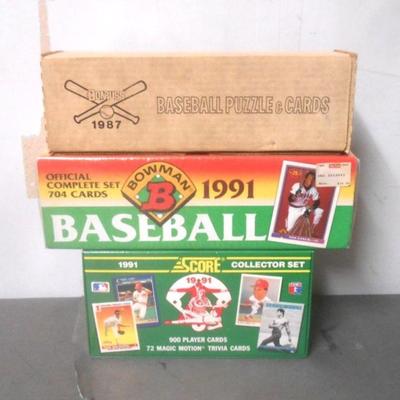 DONRUSS
1987
BASEBALL PUZZLE & CARDS
OFFICIAL
COMPLETE SET
704 CARDS
BOWMAN
B
1991
BASEBALL
1991
SCORE
COLLECTOR SET
1991
900 PLAYER CARDS
72 MAGIC MOTION TRIVIA CARDS